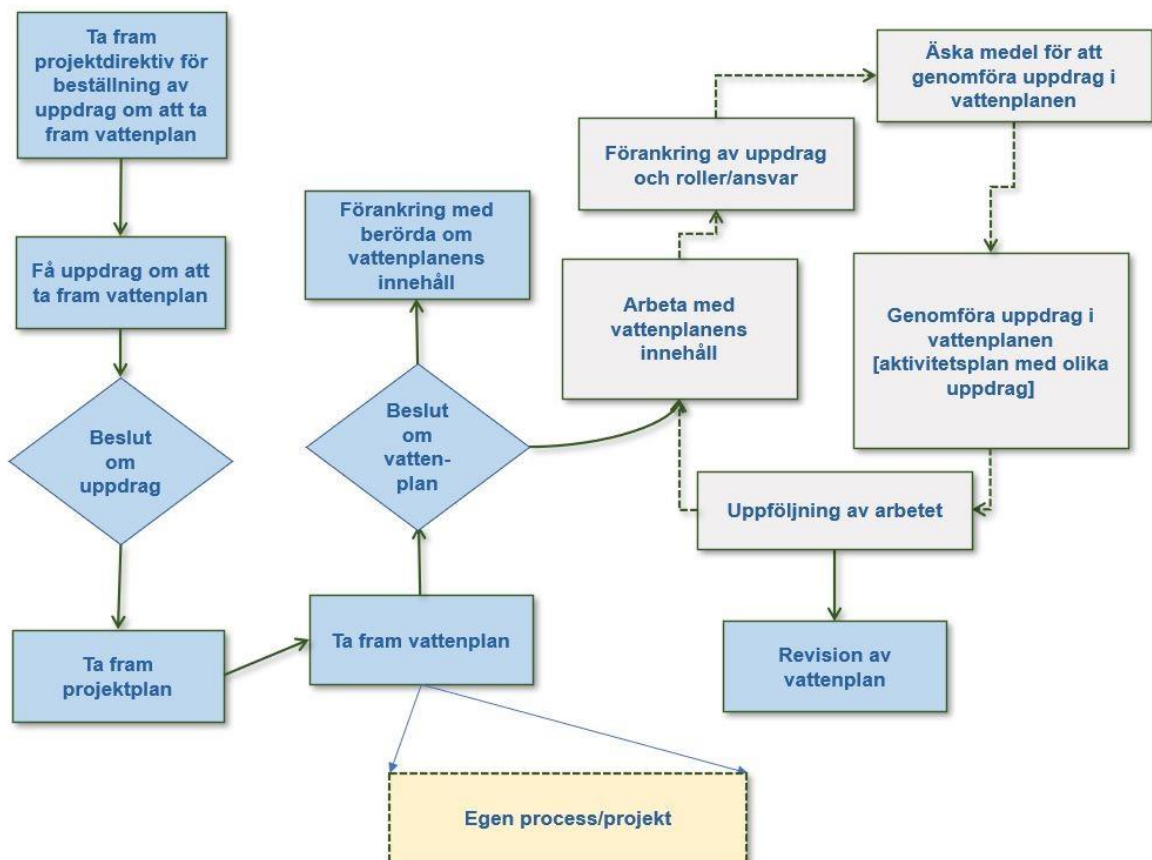 Ta fram
projektdirektiv för
beställning av
uppdrag om att ta
fram vattenplan
Få uppdrag om att
ta fram vattenplan
Beslut
om
uppdrag
Ta fram
projektplan
Ta fram vattenplan
Egen process/projekt
Beslut
om
vatten-
plan
Förankring med
berörda om
vattenplanens
innehåll
Arbeta med
vattenplanens
innehåll
Förankring av uppdrag
och roller/ansvar
Äska medel för att
genomföra uppdrag i
vattenplanen
Genomföra uppdrag i
vattenplanen
[aktivitetsplan med olika
uppdrag]
Uppföljning av arbetet
Revision av
vattenplan